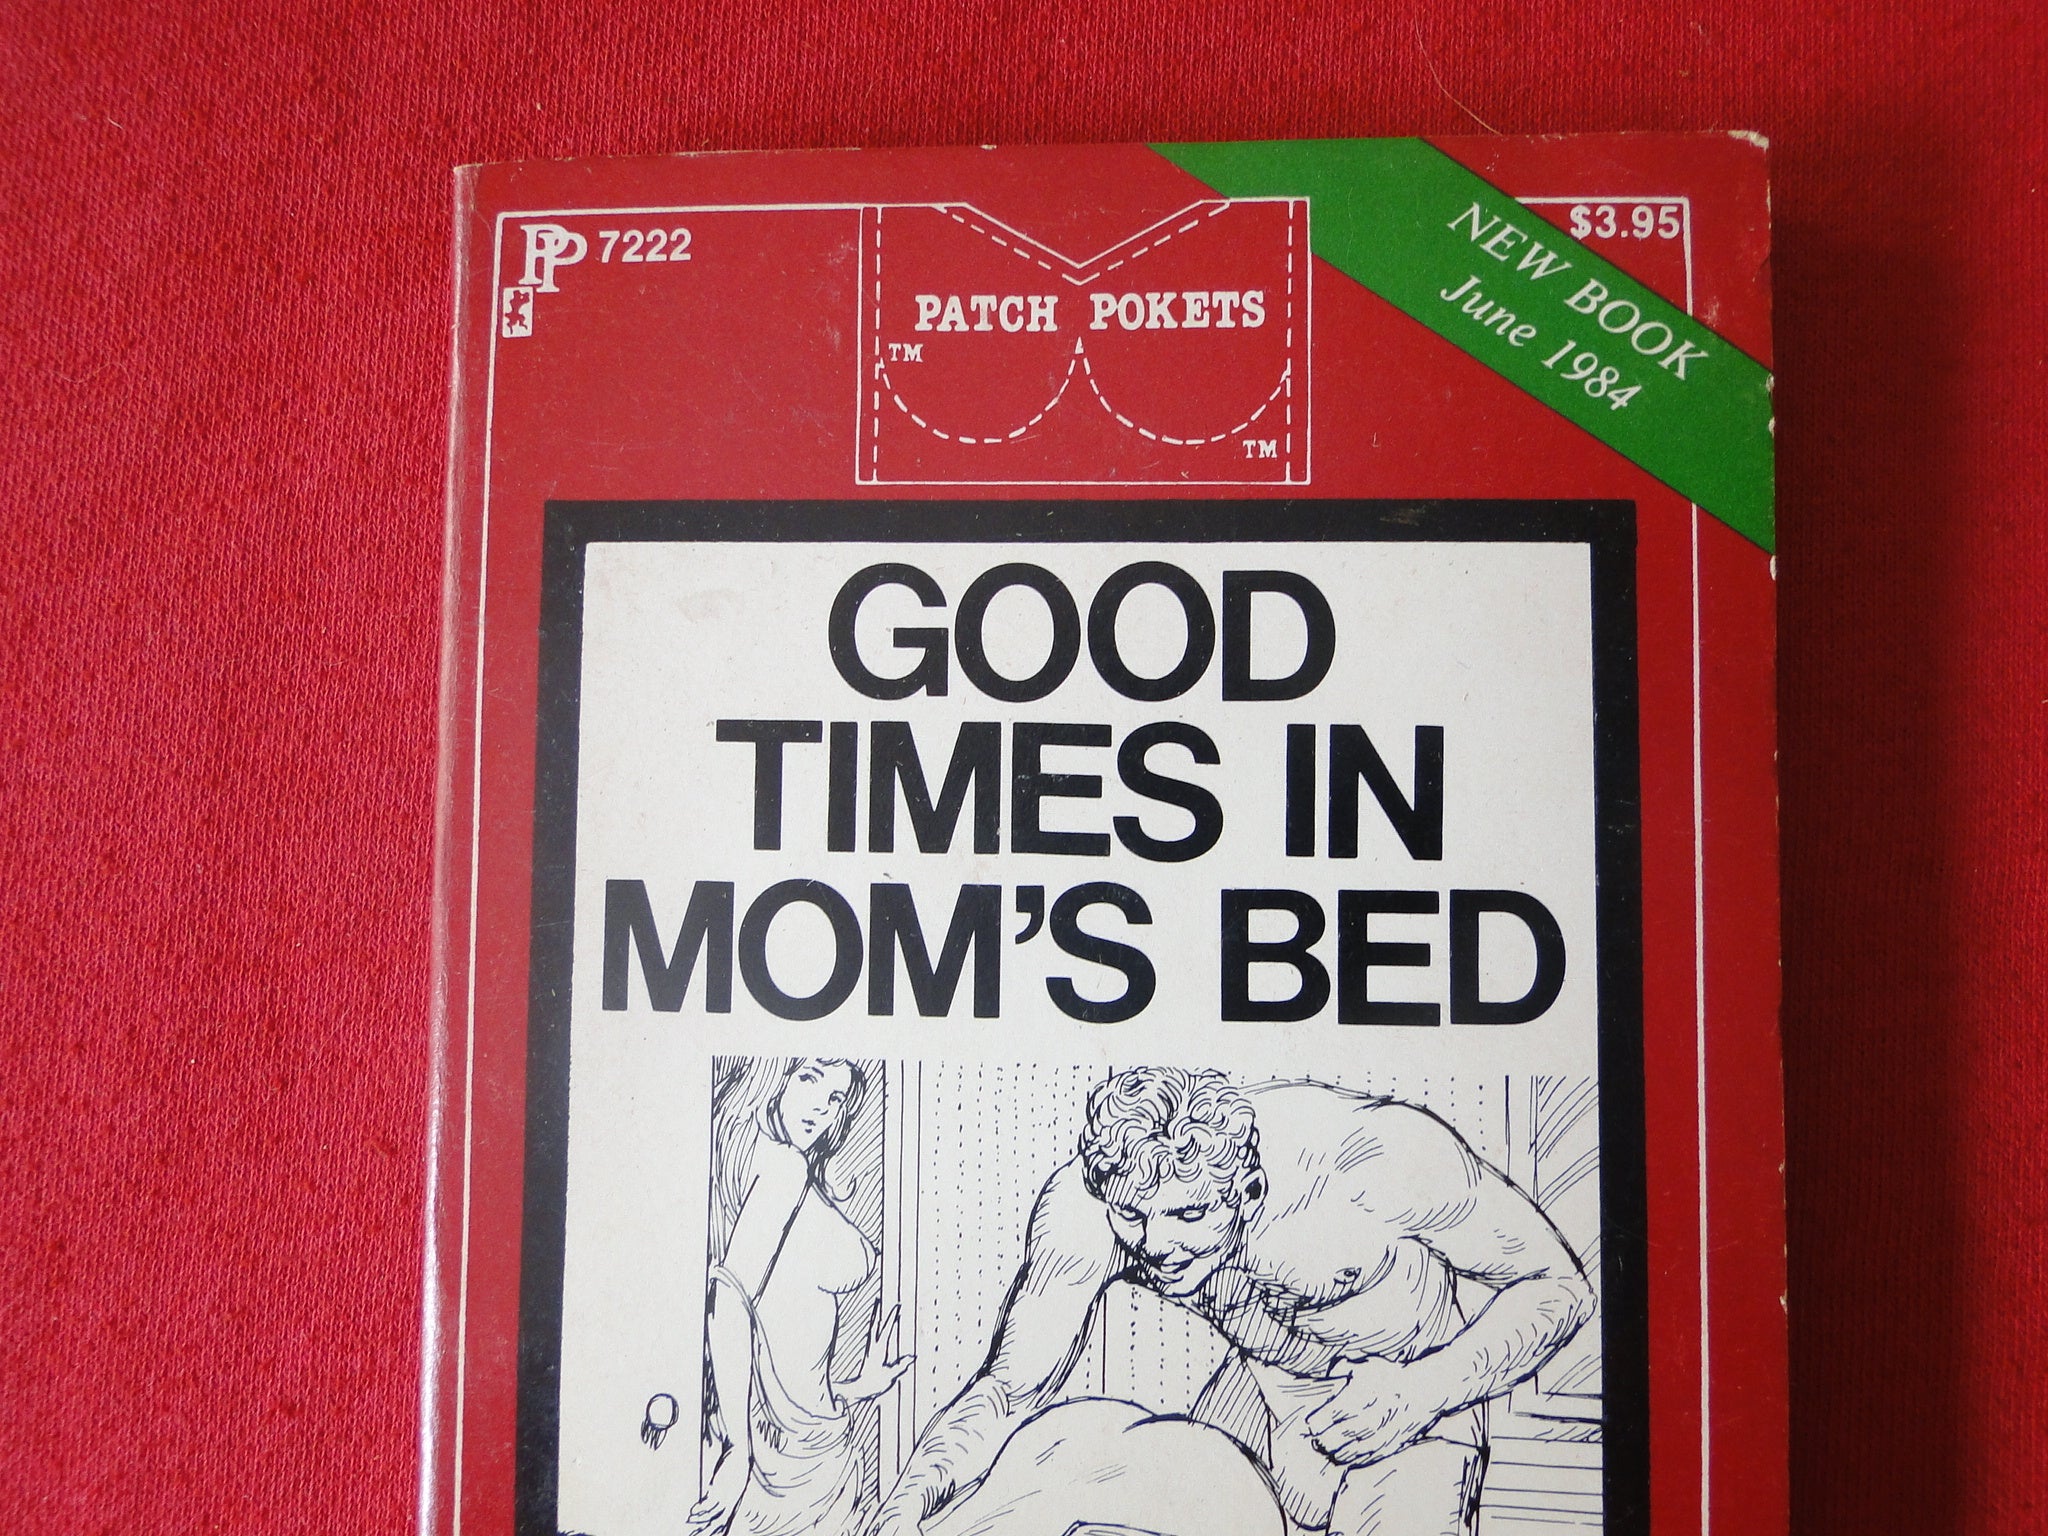 PP 7222
$3.95
NEW BOOK
June 1984
PATCH POKETS
TM
TM
GOOD
TIMES IN
MOM'S BED